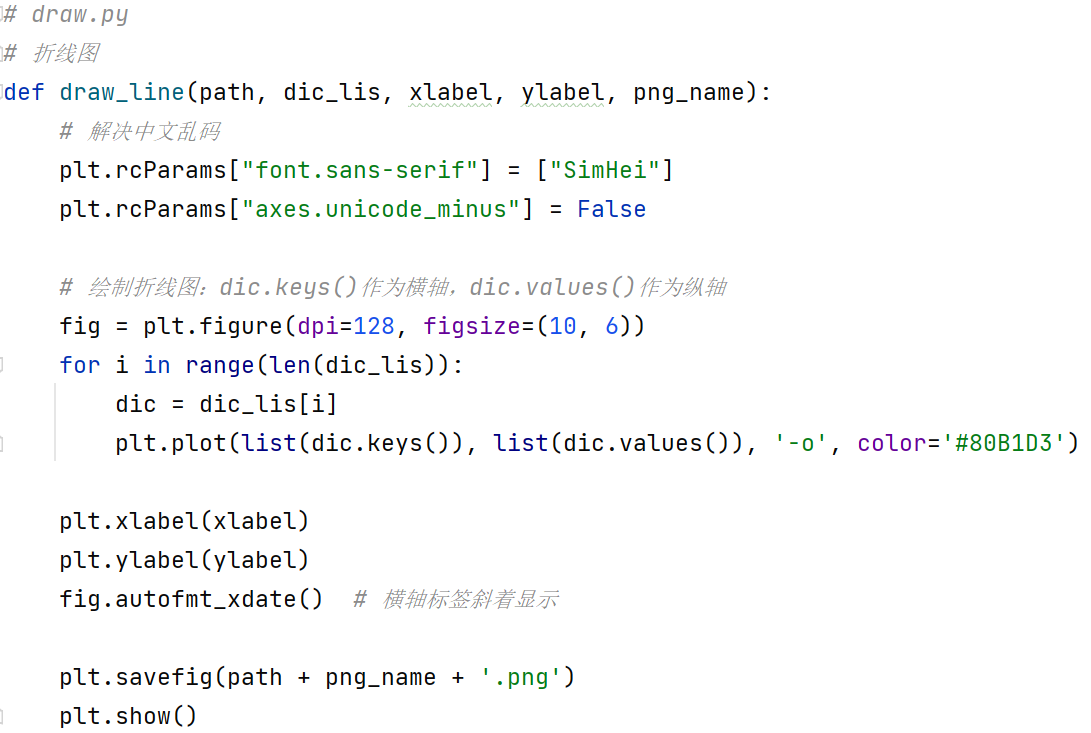 # draw.py
# 折线图
def draw_line(path, dic_lis, xlabel, ylabel, png_name):
    # 解决中文乱码
    plt.rcParams["font.sans-serif"] = ["SimHei"]
    plt.rcParams["axes.unicode_minus"] = False

    # 绘制折线图：dic.keys()作为横轴，dic.values()作为纵轴
    fig = plt.figure(dpi=128, figsize=(10, 6))
    for i in range(len(dic_lis)):
        dic = dic_lis[i]
        plt.plot(list(dic.keys()), list(dic.values()), '-o', color='#80B1D3')

    plt.xlabel(xlabel)
    plt.ylabel(ylabel)
    fig.autofmt_xdate()  # 横轴标签斜着显示

    plt.savefig(path + png_name + '.png')
    plt.show()